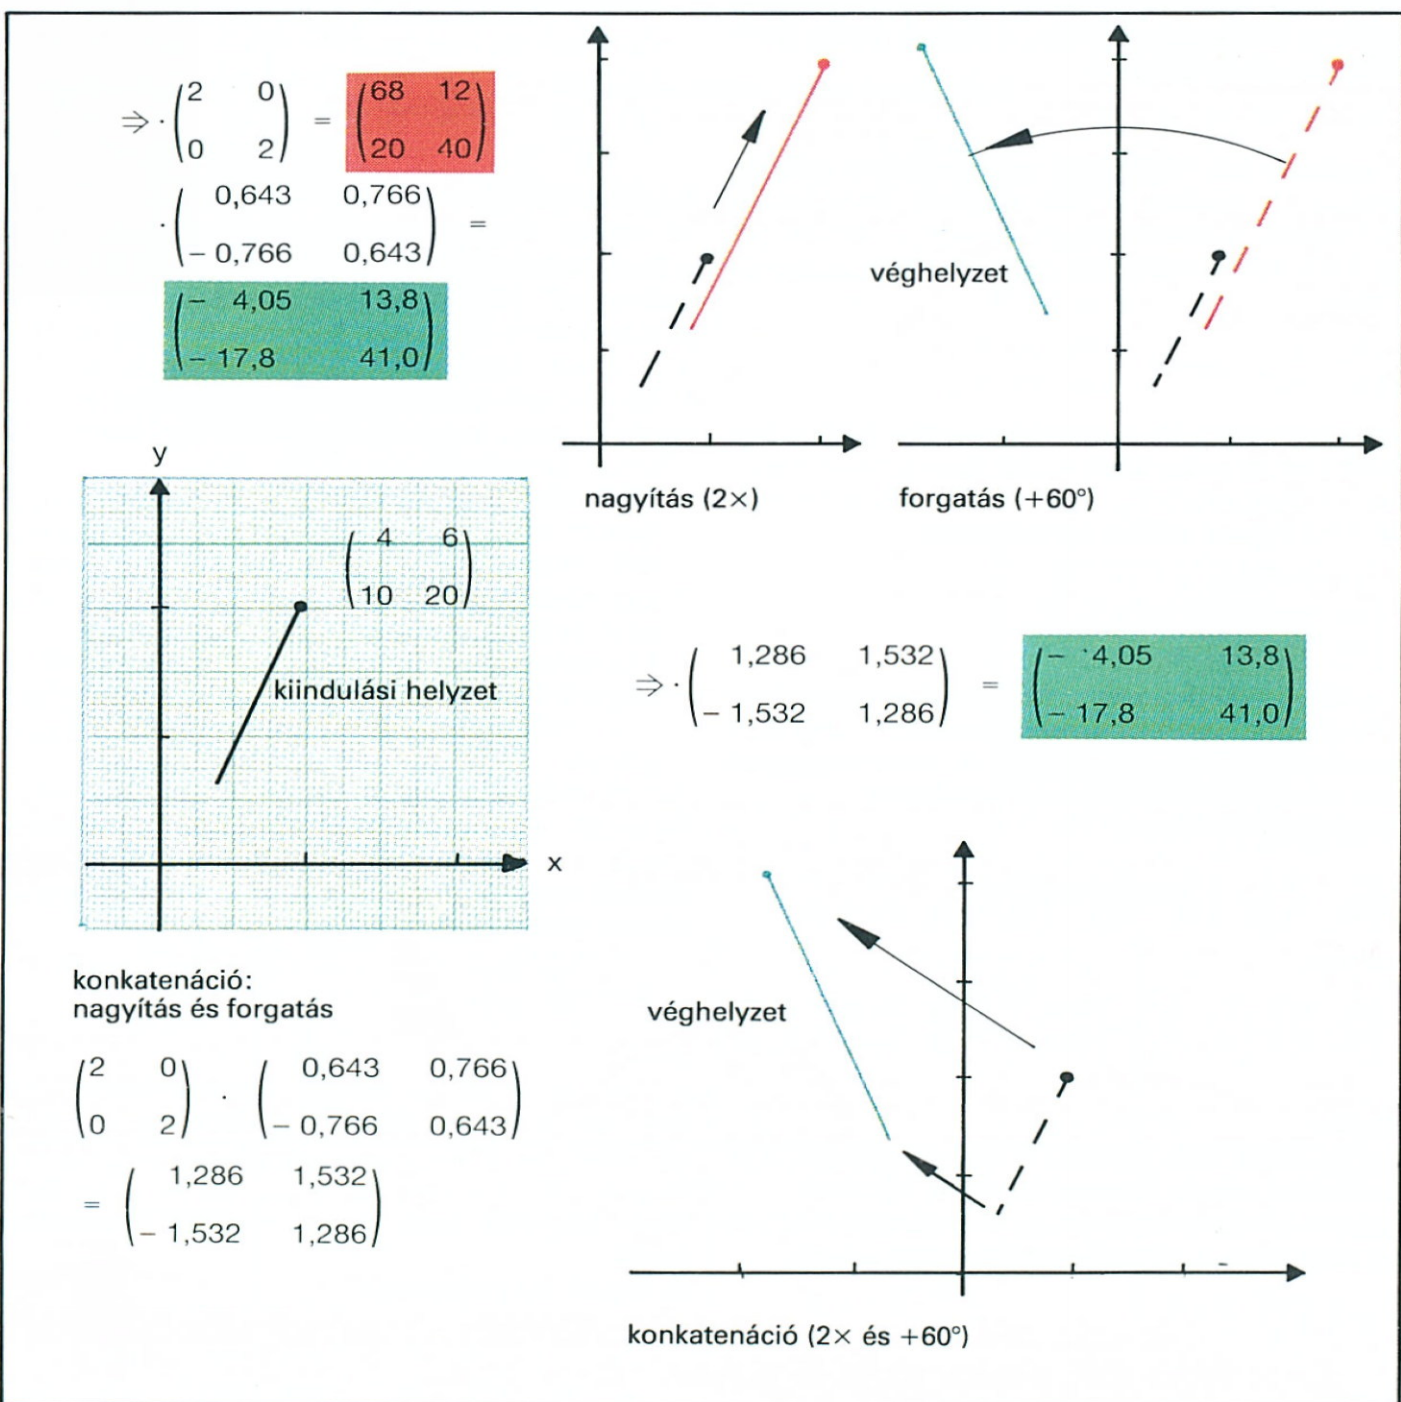 ⇒ · (2 0) = (68 12)
(0 2) (20 40)
· ( 0,643 0,766) =
(− 0,766 0,643)
(− 4,05 13,8)
(− 17,8 41,0)
nagyítás (2×)
véghelyzet
forgatás (+60°)
y
(4 6)
(10 20)
kiindulási helyzet
x
⇒ · ( 1,286 1,532) = (− 4,05 13,8)
(− 1,532 1,286) (− 17,8 41,0)
konkatenáció:
nagyítás és forgatás
(2 0) · ( 0,643 0,766)
(0 2) (− 0,766 0,643)
= ( 1,286 1,532)
(− 1,532 1,286)
véghelyzet
konkatenáció (2× és +60°)